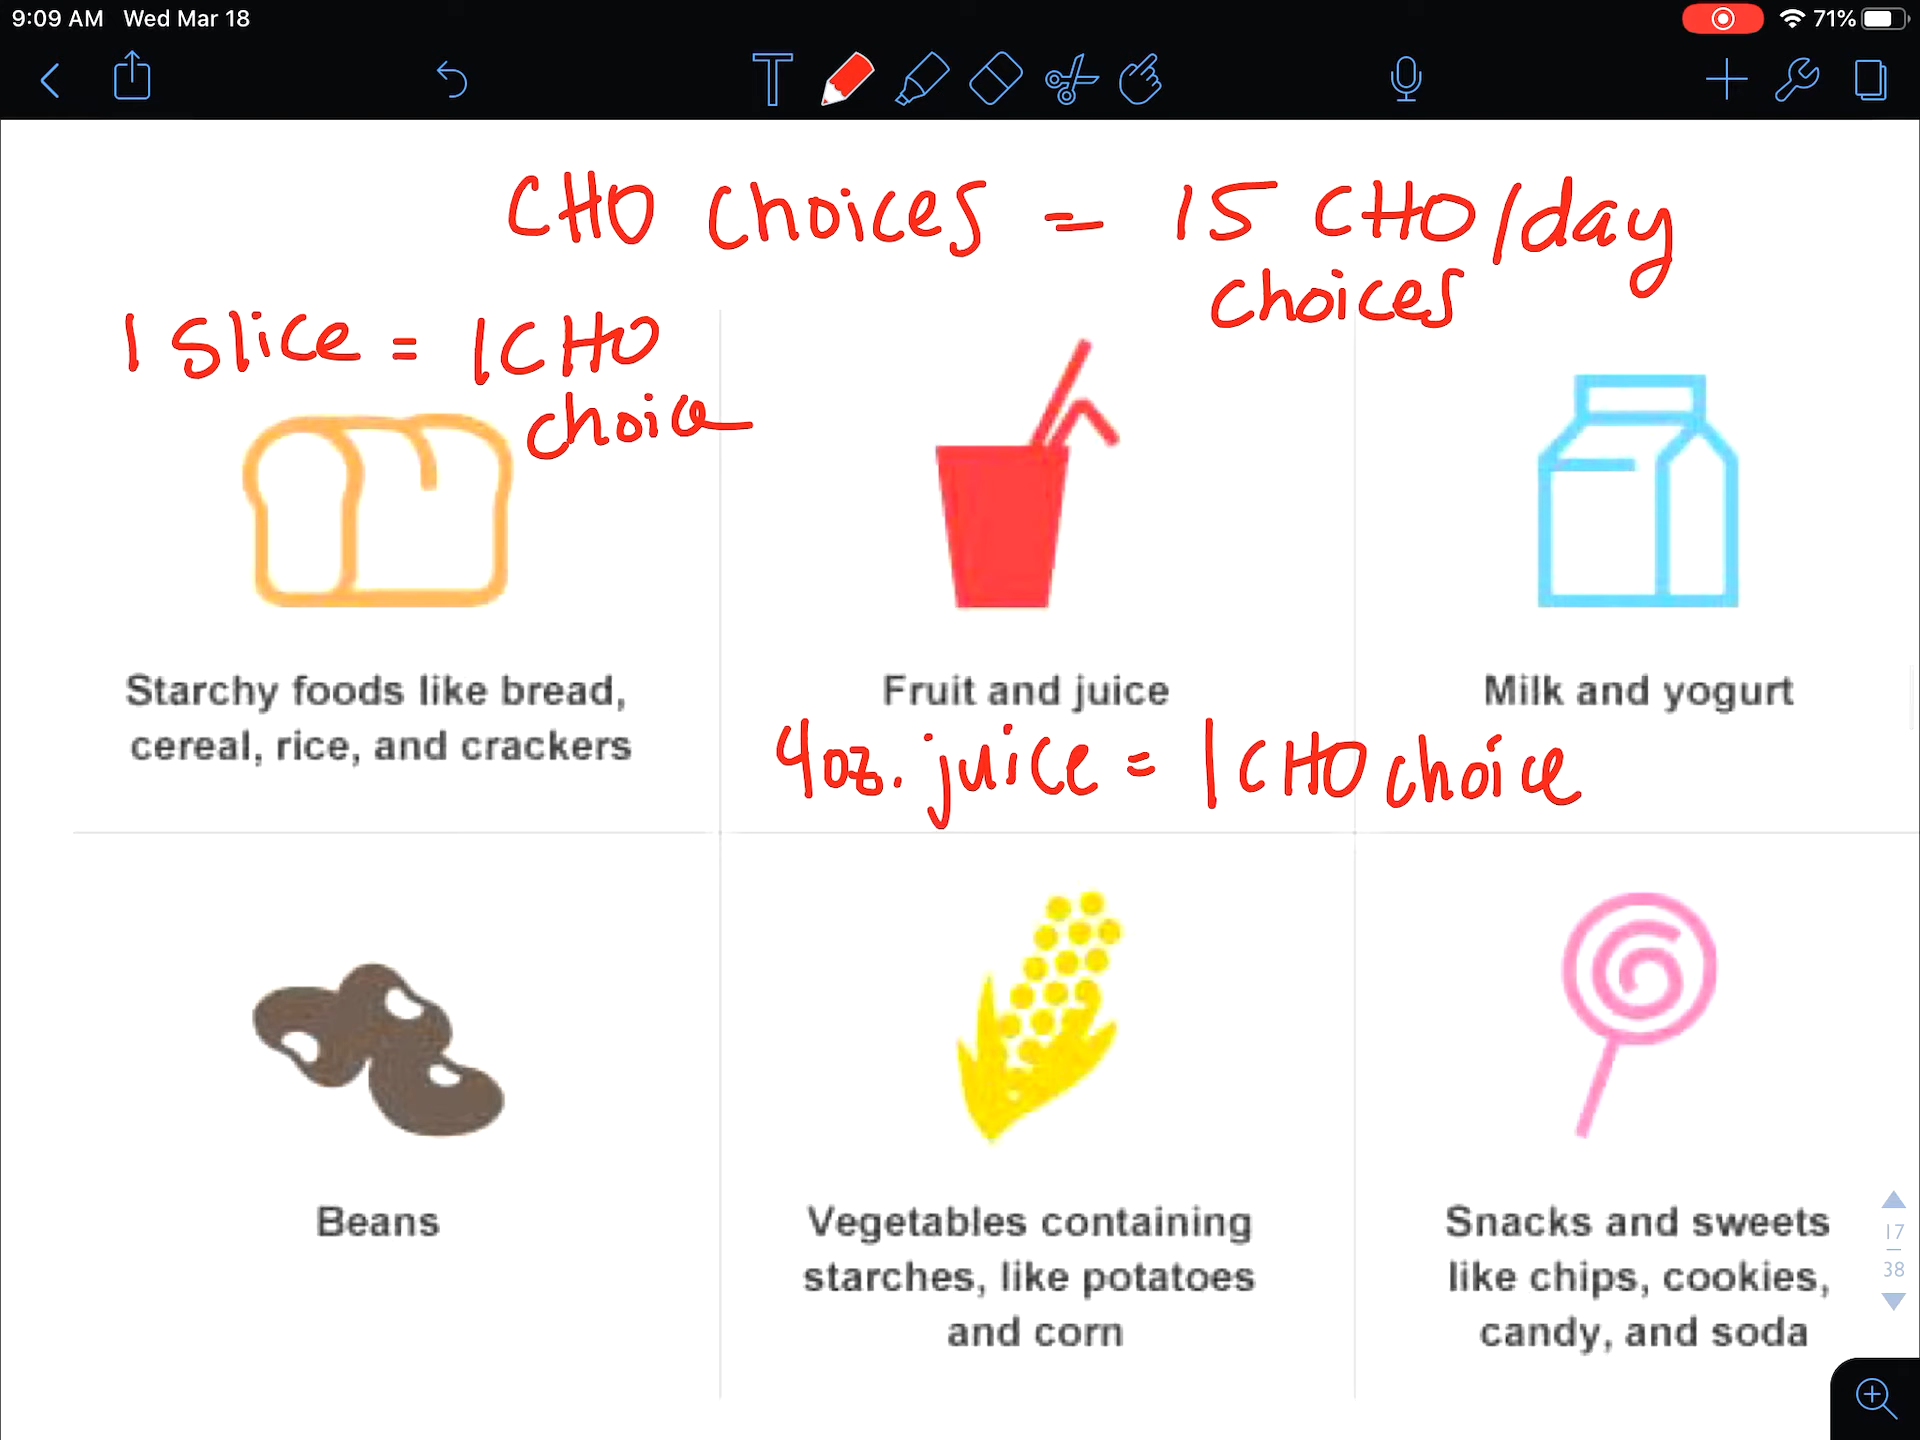 9:09 AM Wed Mar 18
71%
CHO choices = 15 CHO/day
choices
1 slice = 1 CHO
choice
Starchy foods like bread,
cereal, rice, and crackers
Fruit and juice
4oz. juice = 1 CHO choice
Milk and yogurt
Beans
Vegetables containing
starches, like potatoes
and corn
Snacks and sweets
like chips, cookies,
candy, and soda
17
38